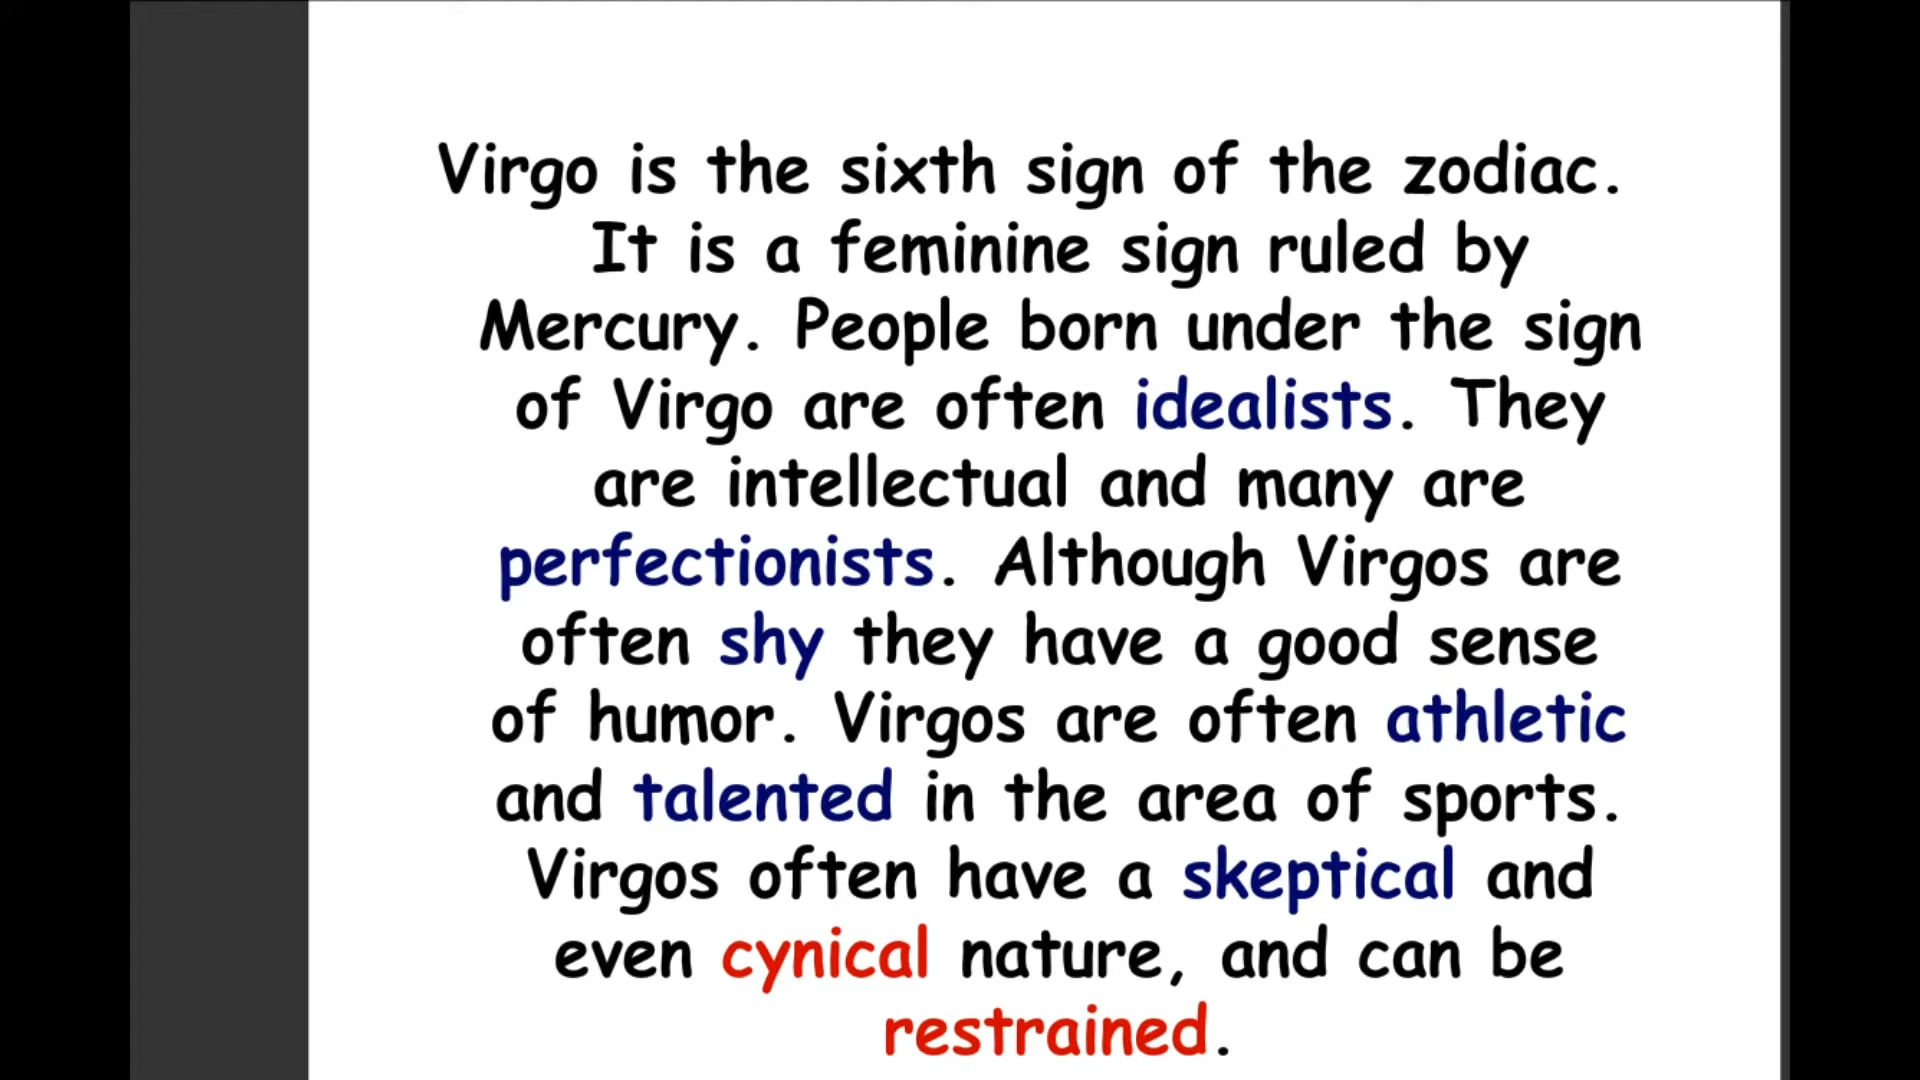 Virgo is the sixth sign of the zodiac.
It is a feminine sign ruled by
Mercury. People born under the sign
of Virgo are often idealists. They
are intellectual and many are
perfectionists. Although Virgos are
often shy they have a good sense
of humor. Virgos are often athletic
and talented in the area of sports.
Virgos often have a skeptical and
even cynical nature, and can be
restrained.